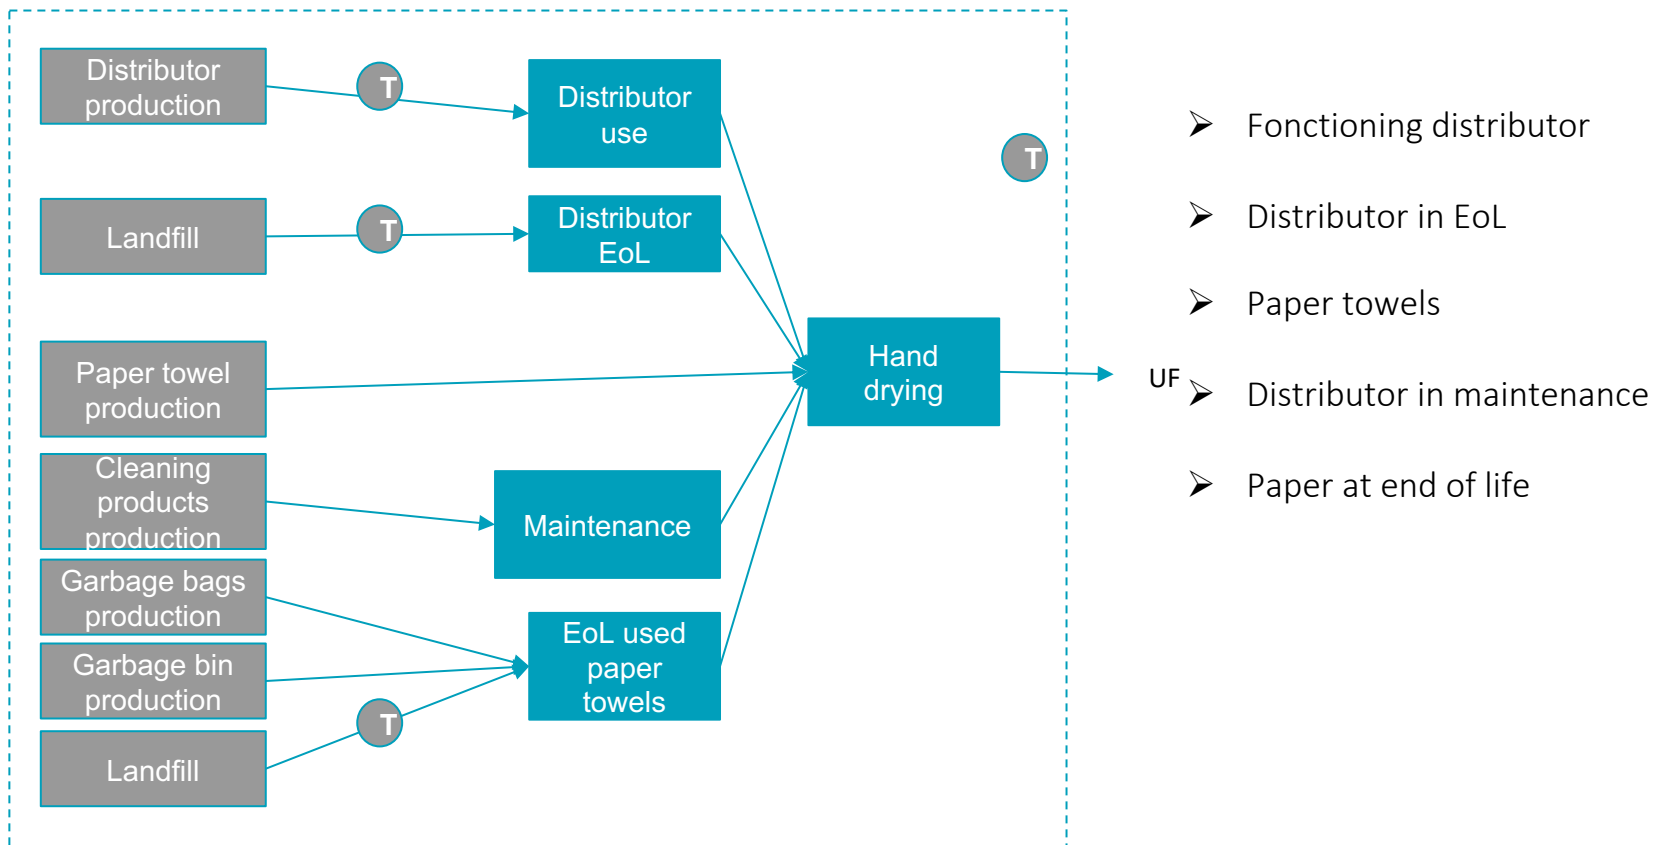 Distributor
production
T
Distributor
use
T
Landfill
T
Distributor
EoL
Paper towel
production
Hand
drying
UF
Cleaning
products
production
Maintenance
Garbage bags
production
Garbage bin
production
EoL used
paper
towels
T
Landfill
➢ Fonctioning distributor
➢ Distributor in EoL
➢ Paper towels
➢ Distributor in maintenance
➢ Paper at end of life